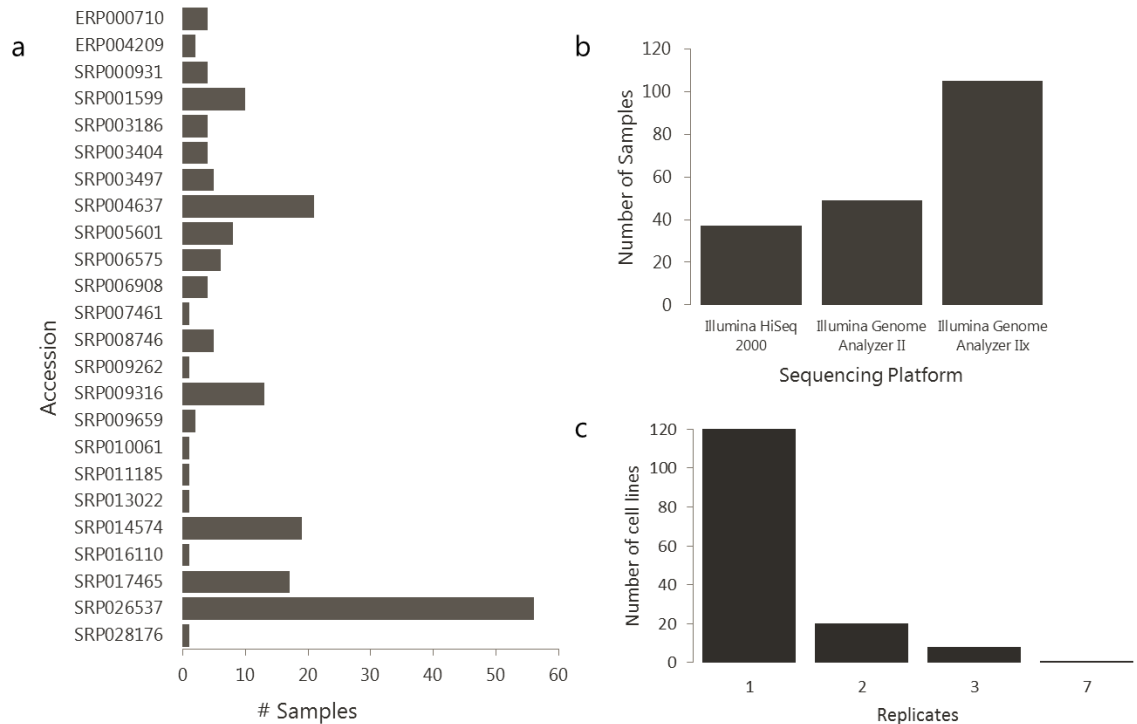 a
ERP000710
ERP004209
SRP000931
SRP001599
SRP003186
SRP003404
SRP003497
SRP004637
SRP005601
SRP006575
SRP006908
SRP007461
SRP008746
SRP009262
SRP009316
SRP009659
SRP010061
SRP011185
SRP013022
SRP014574
SRP016110
SRP017465
SRP026537
SRP028176
Accession
0 10 20 30 40 50 60
# Samples
b
120
100
80
60
40
20
0
Number of Samples
Illumina HiSeq
2000
Illumina Genome
Analyzer II
Illumina Genome
Analyzer IIx
Sequencing Platform
c
120
100
80
60
40
20
0
Number of cell lines
1 2 3 7
Replicates